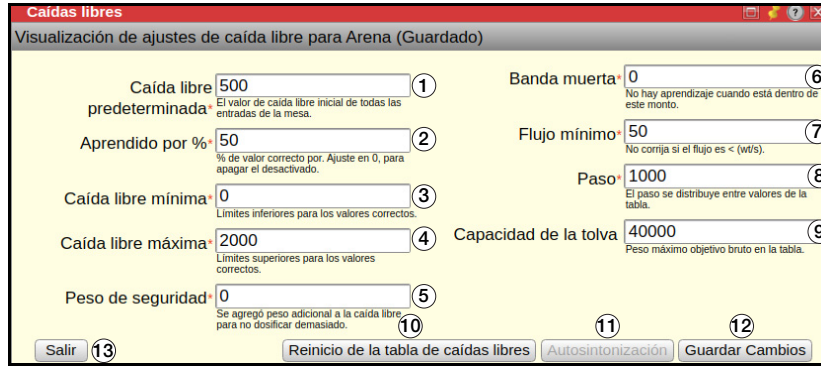 Caídas libres
Visualización de ajustes de caída libre para Arena (Guardado)
Caída libre predeterminada* 500 1
El valor de caída libre inicial de todas las
entradas de la mesa.
Aprendido por %* 50 2
% de valor correcto por. Ajuste en 0, para
apagar el desactivado.
Caída libre mínima* 0 3
Límites inferiores para los valores correctos.
Caída libre máxima* 2000 4
Límites superiores para los valores
correctos.
Peso de seguridad* 0 5
Se agregó peso adicional a la caída libre
para no dosificar demasiado.
Banda muerta* 0 6
No hay aprendizaje cuando está dentro de
este monto.
Flujo mínimo* 50 7
No corrija si el flujo es < (wt/s).
Paso* 1000 8
El paso se distribuye entre valores de la
tabla.
Capacidad de la tolva 40000 9
Peso máximo objetivo bruto en la tabla.
10 11 12
Salir 13 Reinicio de la tabla de caídas libres Autosintonización Guardar Cambios